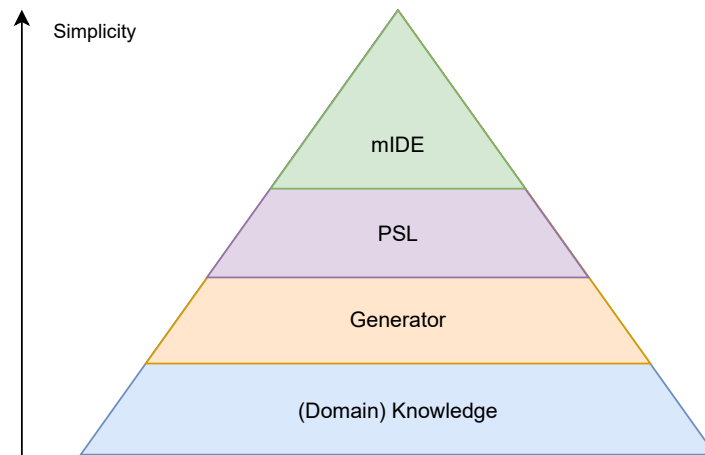 Simplicity
mIDE
PSL
Generator
(Domain) Knowledge